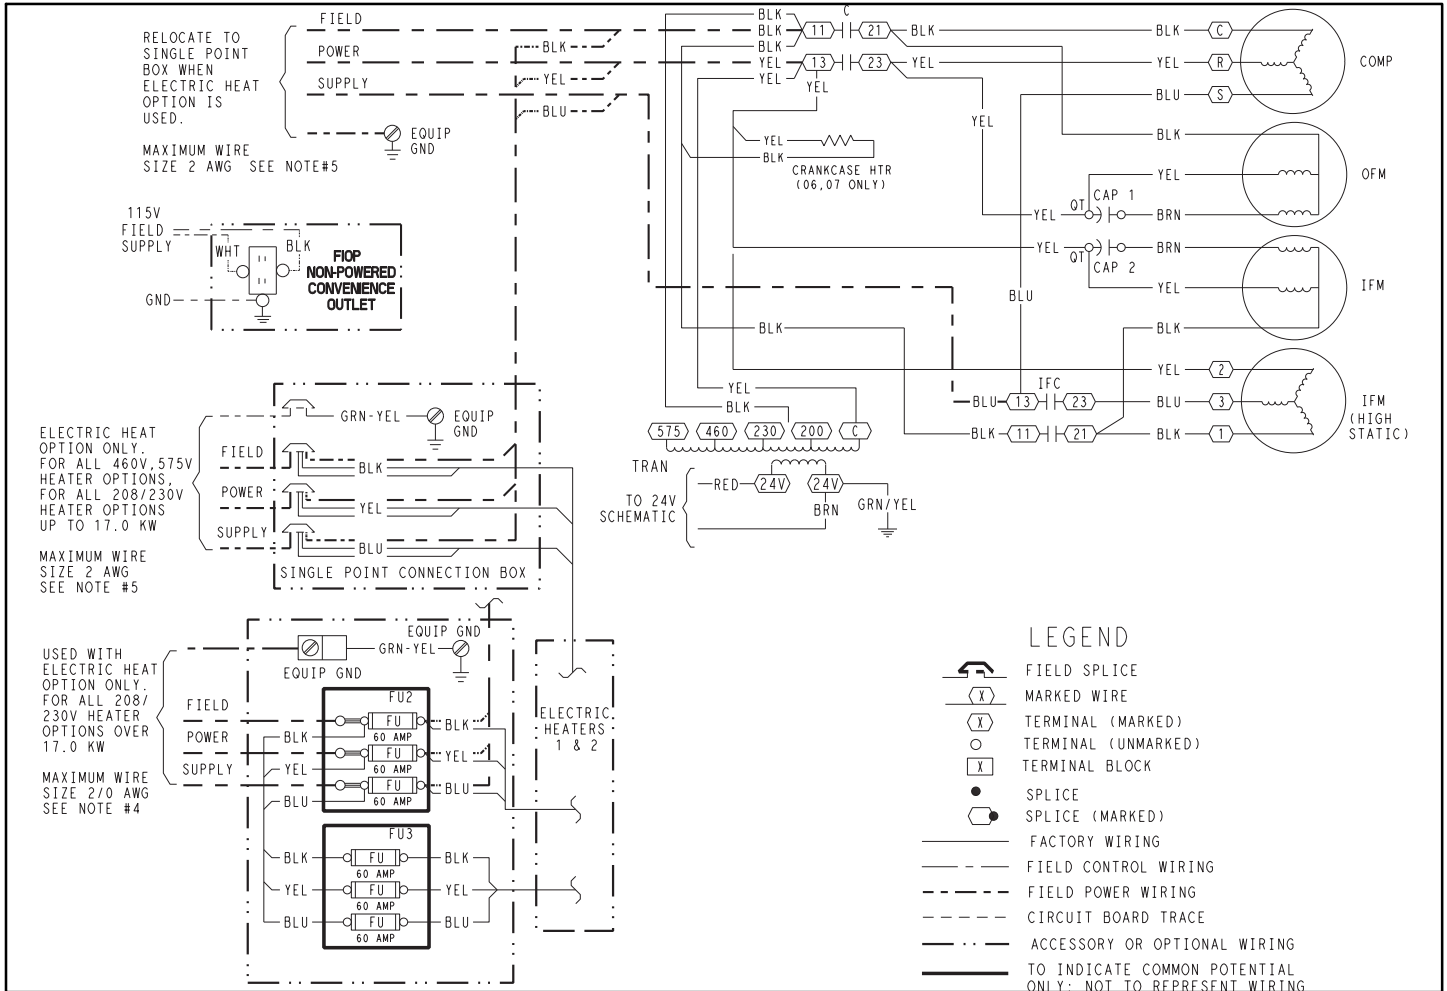 FIELD
POWER
SUPPLY
RELOCATE TO
SINGLE POINT
BOX WHEN
ELECTRIC HEAT
OPTION IS
USED.
MAXIMUM WIRE
SIZE 2 AWG SEE NOTE#5
EQUIP
GND
BLK
YEL
BLU
BLK
BLK
BLK
YEL
YEL
C
11
21
BLK
13
23
YEL
YEL
YEL
BLK
CRANKCASE HTR
(06,07 ONLY)
YEL
BLK
C
YEL
R
BLU
S
COMP
BLK
YEL
OFM
CAP 1
QT
YEL
BRN
YEL
BRN
QT
CAP 2
YEL
IFM
BLK
BLU
BLK
115V
FIELD
SUPPLY
WHT
BLK
GND
FIOP
NON-POWERED
CONVENIENCE
OUTLET
YEL
2
IFC
BLU
13
23
BLU
3
BLK
11
21
BLK
1
IFM
(HIGH
STATIC)
YEL
BLK
575
460
230
200
C
TRAN
RED
24V
24V
TO 24V
SCHEMATIC
BRN
GRN/YEL
ELECTRIC HEAT
OPTION ONLY.
FOR ALL 460V,575V
HEATER OPTIONS,
FOR ALL 208/230V
HEATER OPTIONS
UP TO 17.0 KW
MAXIMUM WIRE
SIZE 2 AWG
SEE NOTE #5
GRN-YEL
EQUIP
GND
FIELD
BLK
POWER
YEL
SUPPLY
BLU
SINGLE POINT CONNECTION BOX
USED WITH
ELECTRIC HEAT
OPTION ONLY.
FOR ALL 208/
230V HEATER
OPTIONS OVER
17.0 KW
MAXIMUM WIRE
SIZE 2/0 AWG
SEE NOTE #4
FIELD
POWER
SUPPLY
EQUIP GND
GRN-YEL
EQUIP GND
FU2
FU
BLK
BLK
60 AMP
FU
YEL
YEL
60 AMP
FU
BLU
BLU
60 AMP
FU3
BLK
FU
BLK
60 AMP
YEL
FU
YEL
60 AMP
BLU
FU
BLU
60 AMP
ELECTRIC
HEATERS
1 & 2
LEGEND
FIELD SPLICE
X
MARKED WIRE
X
TERMINAL (MARKED)
TERMINAL (UNMARKED)
X
TERMINAL BLOCK
SPLICE
SPLICE (MARKED)
FACTORY WIRING
FIELD CONTROL WIRING
FIELD POWER WIRING
CIRCUIT BOARD TRACE
ACCESSORY OR OPTIONAL WIRING
TO INDICATE COMMON POTENTIAL
ONLY: NOT TO REPRESENT WIRING